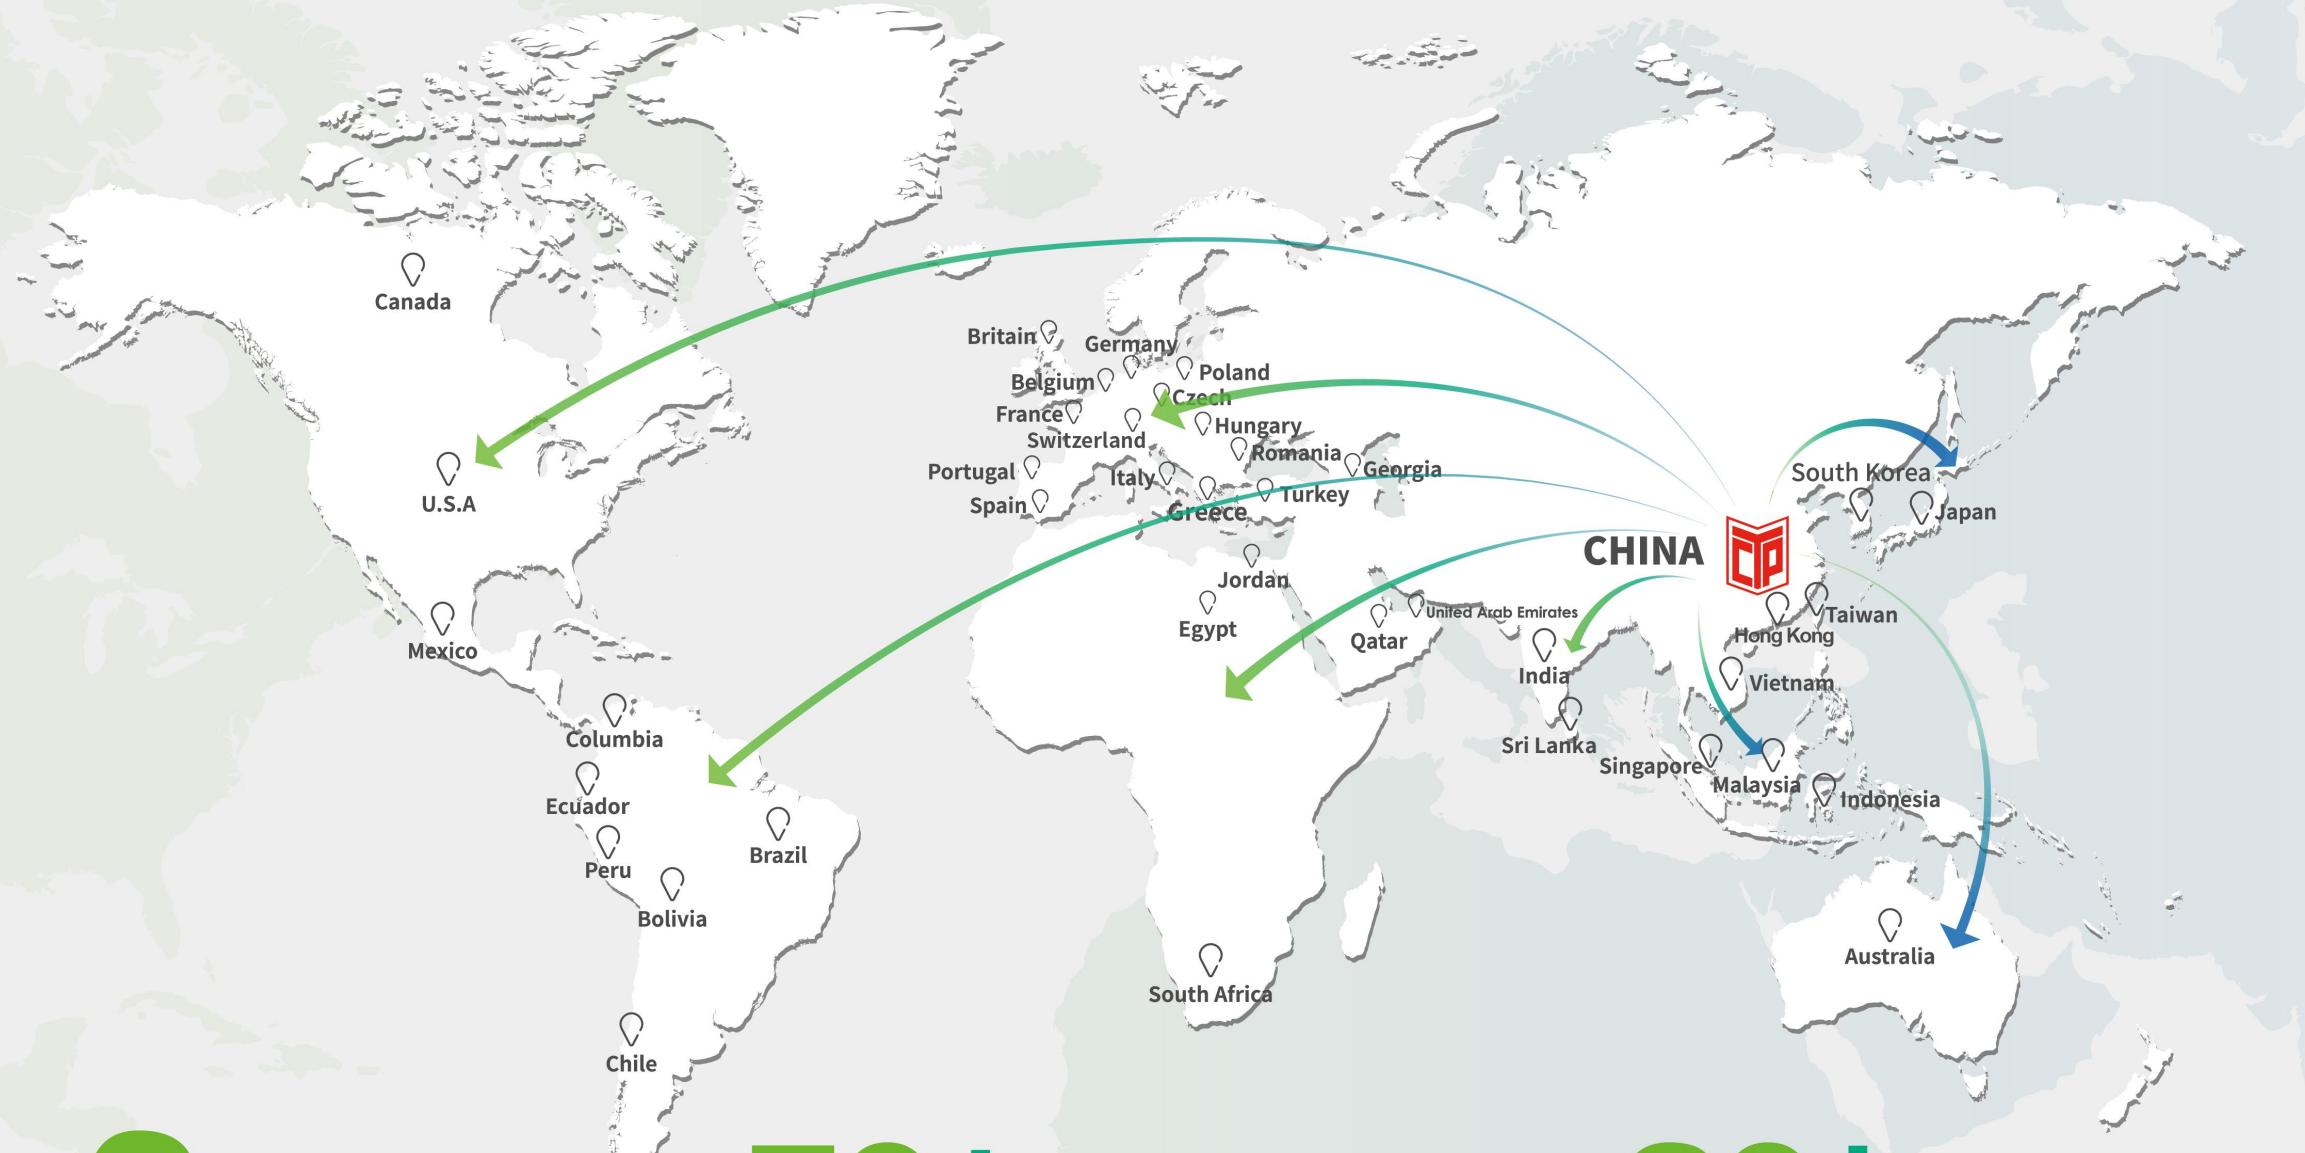 Canada
Britain
Germany
Poland
Belgium
Czech
France
Hungary
Switzerland
Romania
Georgia
Portugal
Italy
South Korea
U.S.A
Spain
Turkey
Greece
Japan
CHINA
CYP
Jordan
United Arab Emirates
Taiwan
Egypt
Qatar
Hong Kong
Mexico
India
Vietnam
Columbia
Sri Lanka
Singapore
Malaysia
Indonesia
Ecuador
Brazil
Peru
Bolivia
Australia
South Africa
Chile